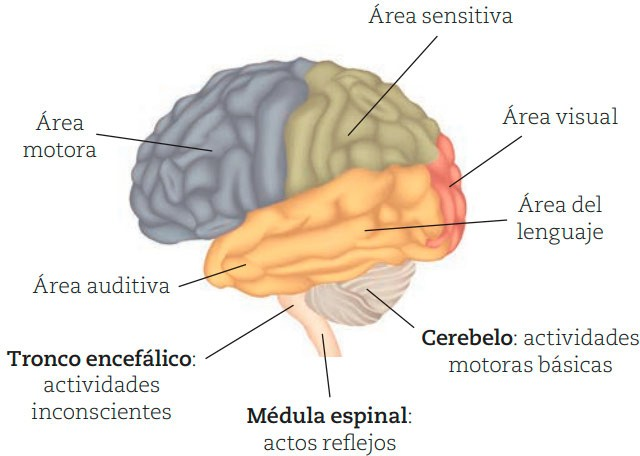 Área sensitiva
Área visual
Área
motora
Área del
lenguaje
Área auditiva
Cerebelo: actividades
motoras básicas
Tronco encefálico:
actividades
inconscientes
Médula espinal:
actos reflejos